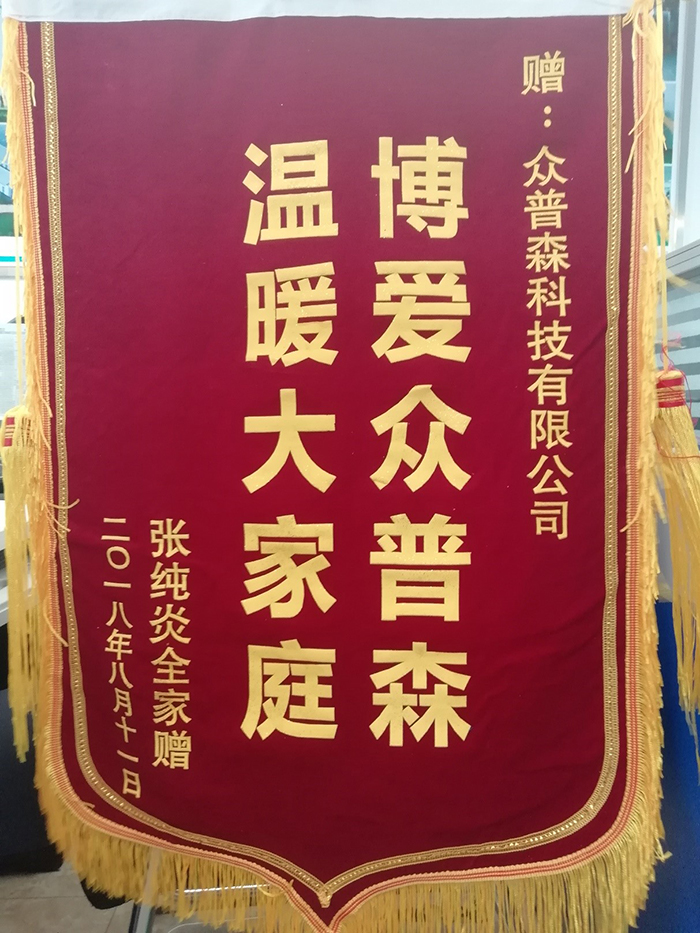 赠：众普森科技有限公司
博爱众普森
温暖大家庭
张纯炎全家赠
二〇一八年八月十一日